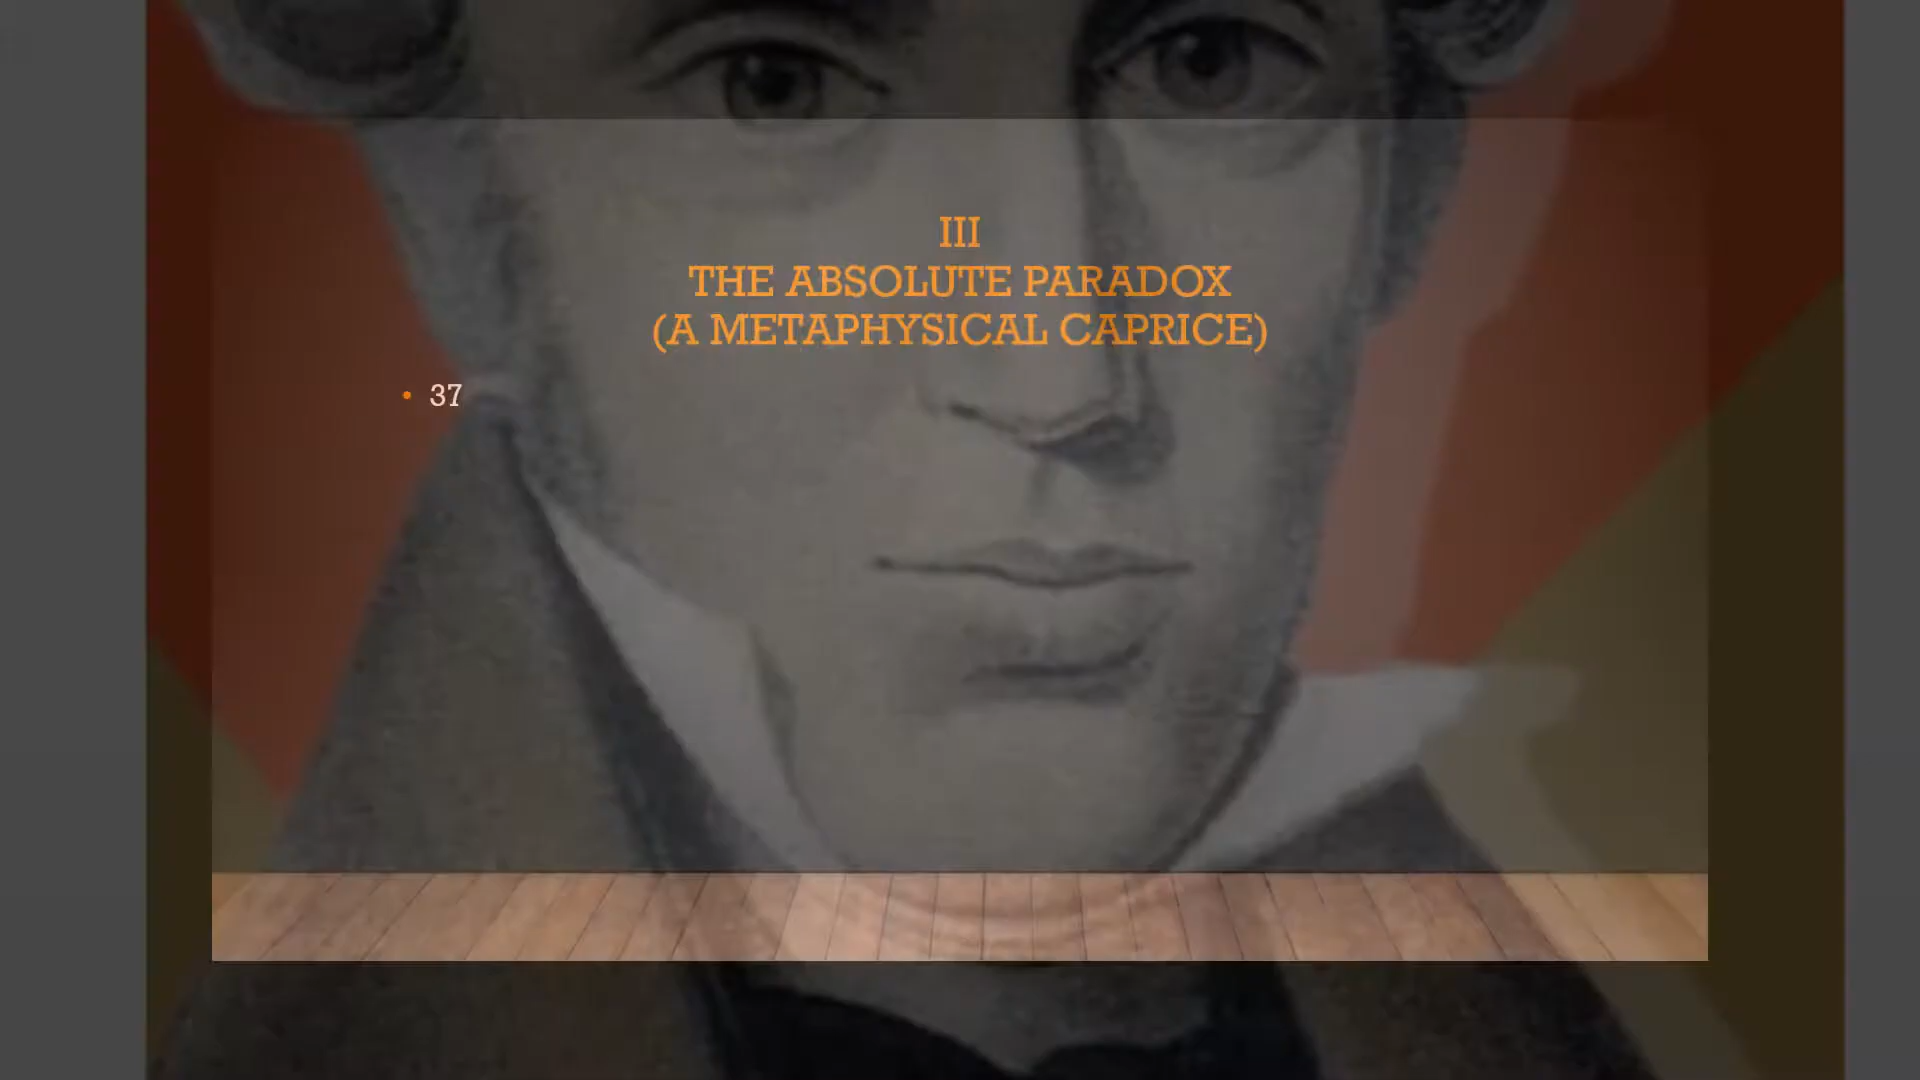 III
THE ABSOLUTE PARADOX
(A METAPHYSICAL CAPRICE)
• 37